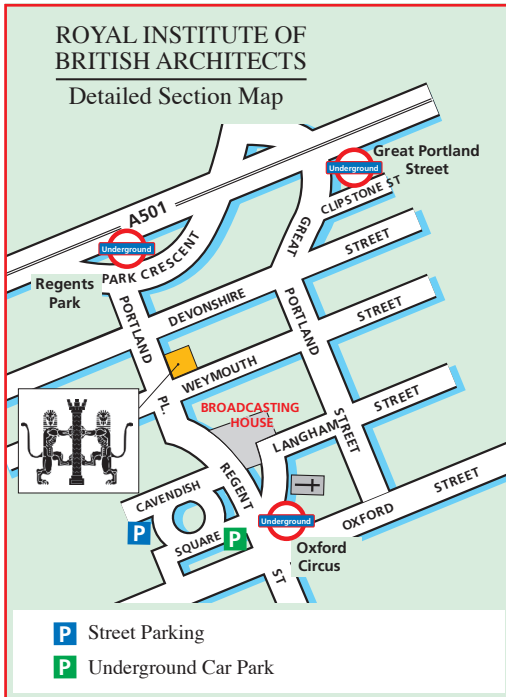 ROYAL INSTITUTE OF
BRITISH ARCHITECTS
Detailed Section Map
Great Portland
Street
Underground
CLIPSTONE ST
A501
GREAT
Underground
PARK CRESCENT
STREET
Regents
Park
PORTLAND
DEVONSHIRE
PORTLAND
STREET
WEYMOUTH
PL.
BROADCASTING
HOUSE
STREET
STREET
LANGHAM
REGENT
CAVENDISH
STREET
P
Underground
OXFORD
SQUARE
P
Oxford
Circus
ST
P Street Parking
P Underground Car Park